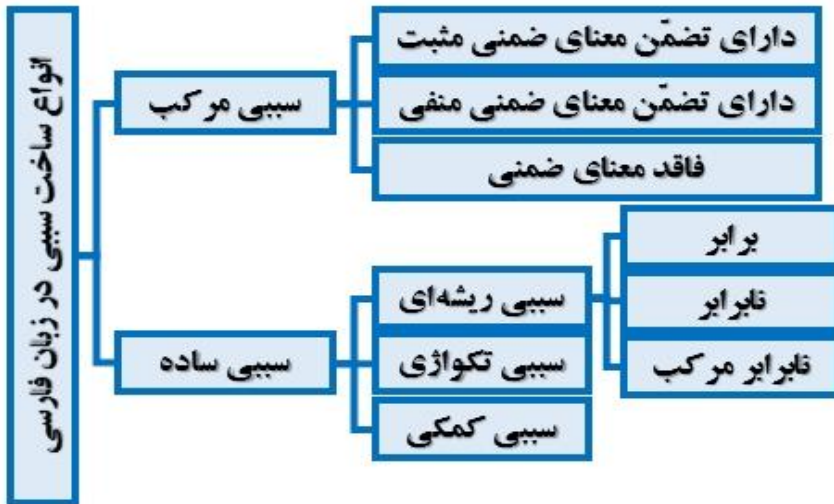 انواع ساخت سببی در زبان فارسی
سببی مرکب
دارای تضمّن معنای ضمنی مثبت
دارای تضمّن معنای ضمنی منفی
فاقد معنای ضمنی
سببی ساده
سببی ریشه‌ای
برابر
نابرابر
نابرابر مرکب
سببی تکواژی
سببی کمکی